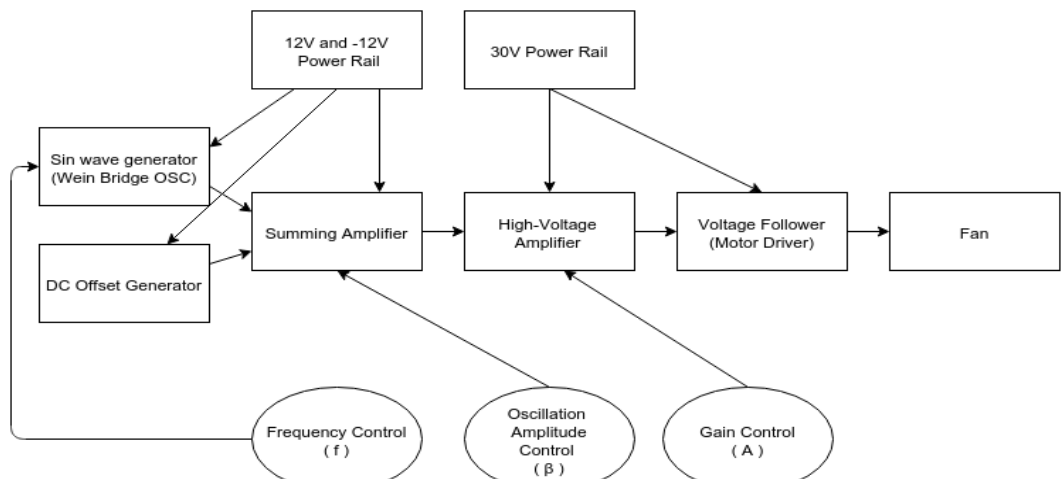 12V and -12V
Power Rail
30V Power Rail
Sin wave generator
(Wein Bridge OSC)
Summing Amplifier
High-Voltage
Amplifier
Voltage Follower
(Motor Driver)
Fan
DC Offset Generator
Frequency Control
( f )
Oscillation
Amplitude
Control
( β )
Gain Control
( A )